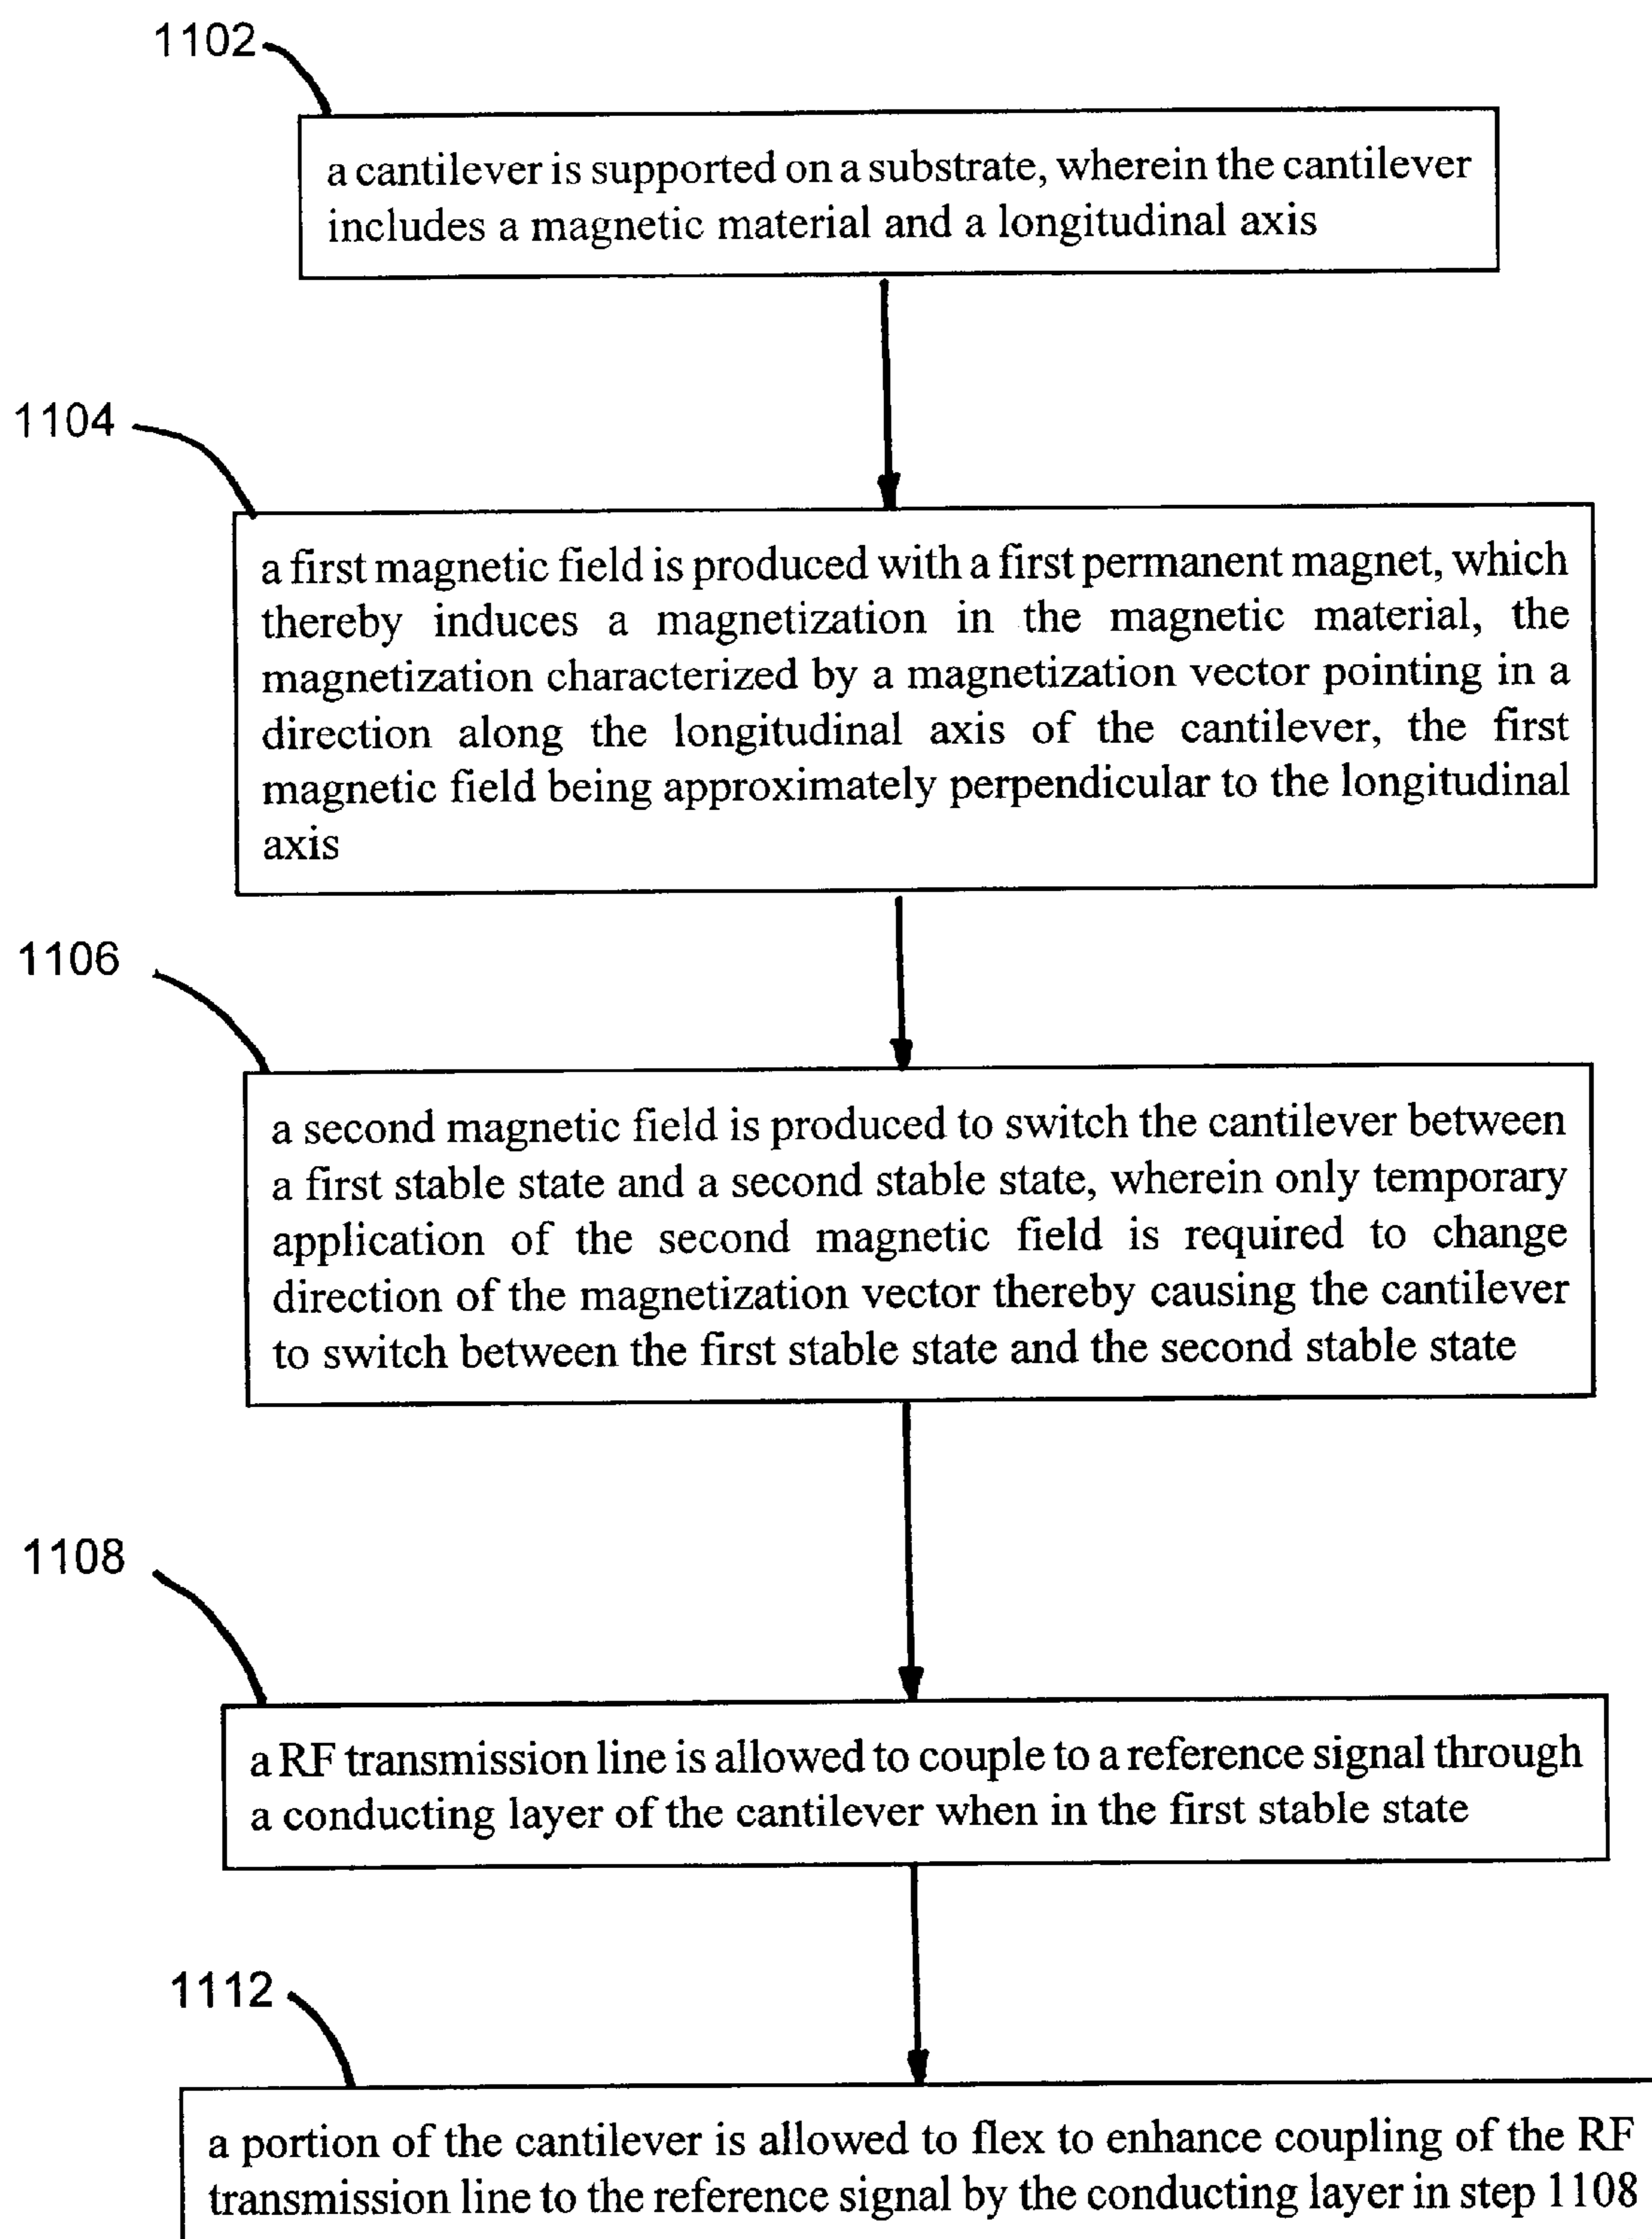 1102
a cantilever is supported on a substrate, wherein the cantilever
includes a magnetic material and a longitudinal axis
1104
a first magnetic field is produced with a first permanent magnet, which
thereby induces a magnetization in the magnetic material, the
magnetization characterized by a magnetization vector pointing in a
direction along the longitudinal axis of the cantilever, the first
magnetic field being approximately perpendicular to the longitudinal
axis
1106
a second magnetic field is produced to switch the cantilever between
a first stable state and a second stable state, wherein only temporary
application of the second magnetic field is required to change
direction of the magnetization vector thereby causing the cantilever
to switch between the first stable state and the second stable state
1108
a RF transmission line is allowed to couple to a reference signal through
a conducting layer of the cantilever when in the first stable state
1112
a portion of the cantilever is allowed to flex to enhance coupling of the RF
transmission line to the reference signal by the conducting layer in step 1108